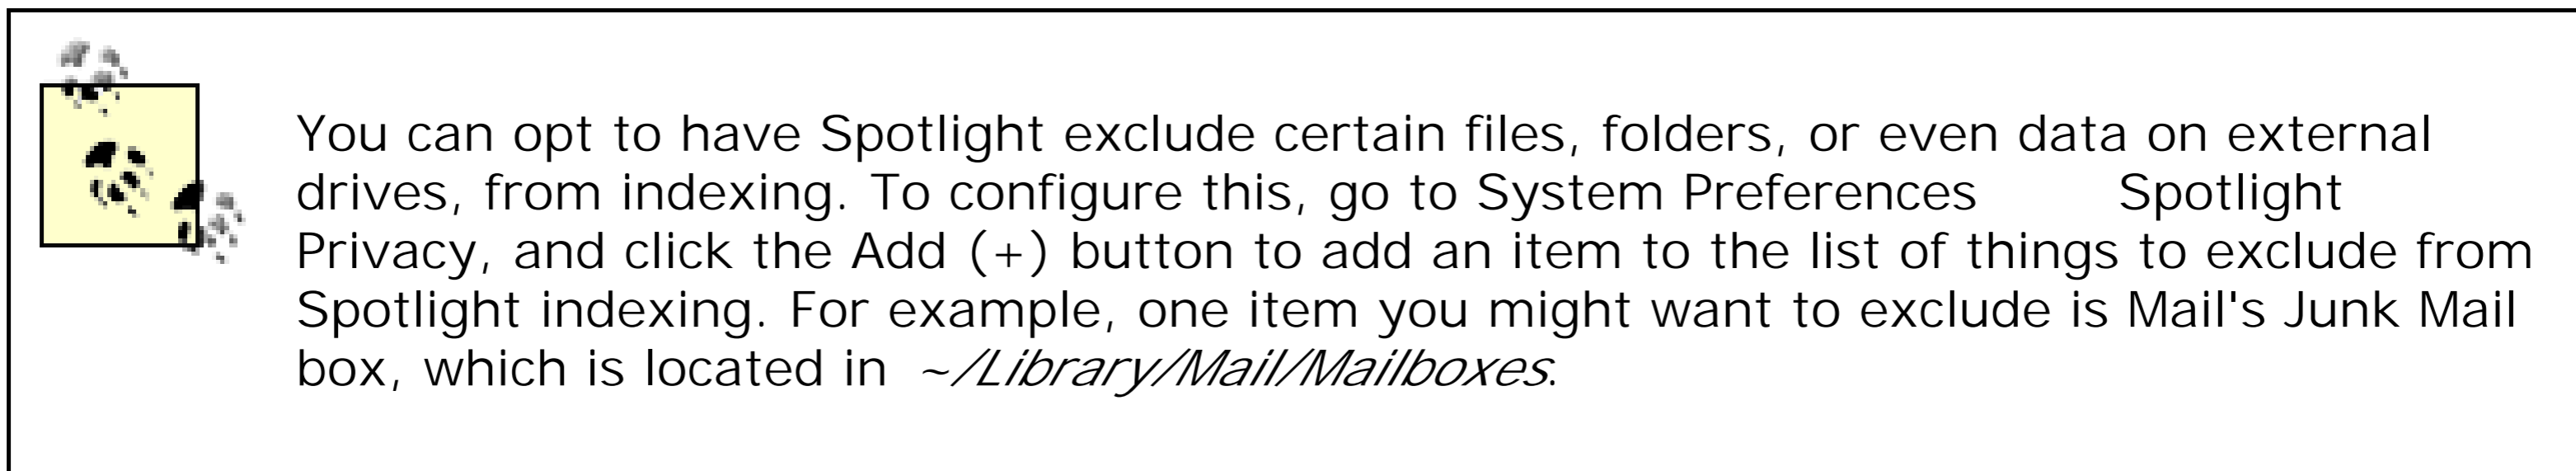 You can opt to have Spotlight exclude certain files, folders, or even data on external
drives, from indexing. To configure this, go to System Preferences Spotlight
Privacy, and click the Add (+) button to add an item to the list of things to exclude from
Spotlight indexing. For example, one item you might want to exclude is Mail's Junk Mail
box, which is located in ~/Library/Mail/Mailboxes.